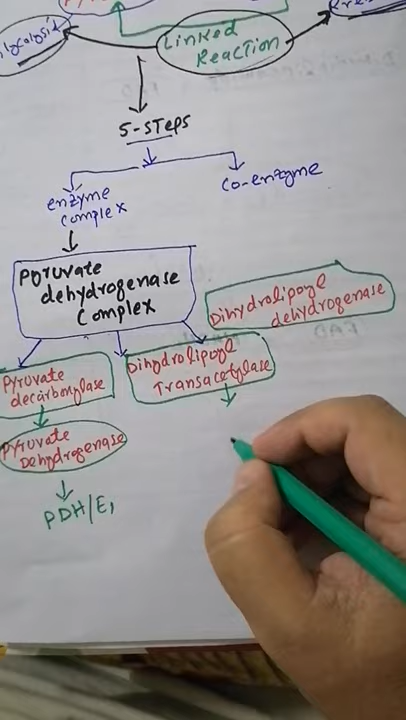 Linked
Reaction
5-STeps
enzyme
complex
Co-enzyme
pyruvate
dehydrogenase
Complex
Dihydrolipoyl
dehydrogenase
Pyruvate
decarboxylase
Dihydrolipoyl
Transacetylase
Pyruvate
Dehydrogenase
PDH/E1